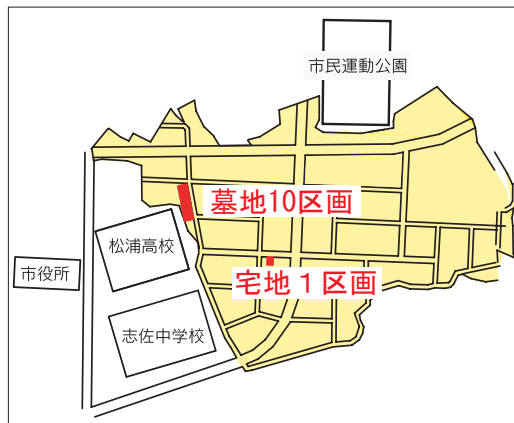 市民運動公園
墓地10区画
松浦高校
市役所
宅地１区画
志佐中学校